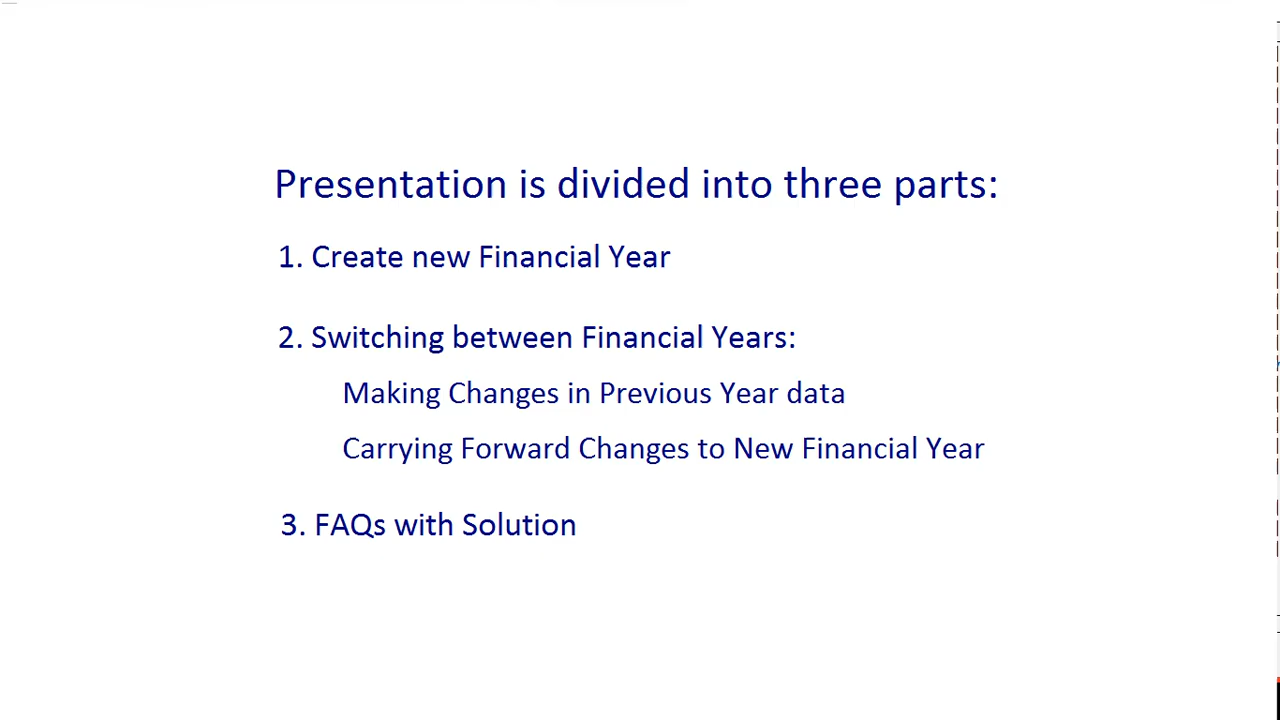 Presentation is divided into three parts:
1. Create new Financial Year
2. Switching between Financial Years:
Making Changes in Previous Year data
Carrying Forward Changes to New Financial Year
3. FAQs with Solution